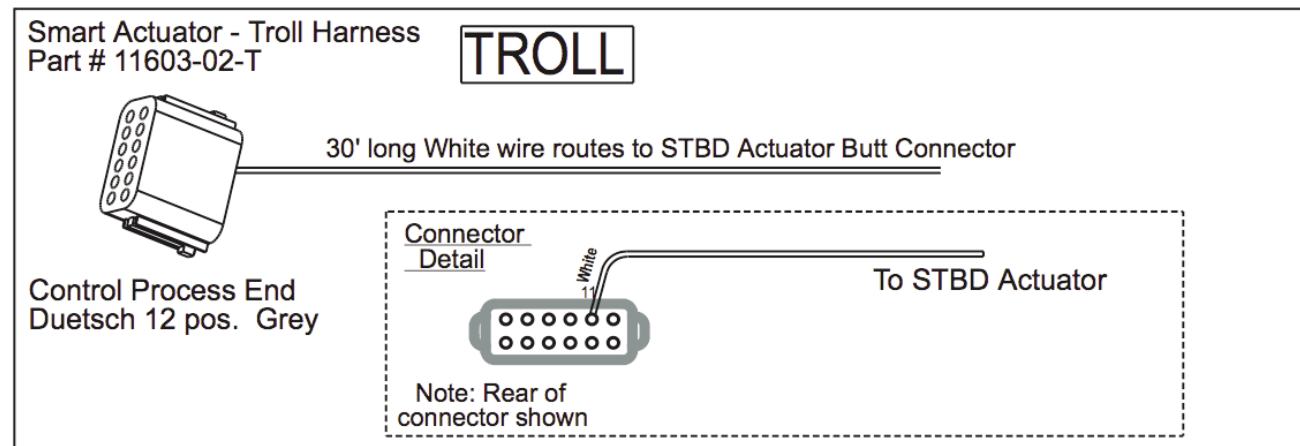 Smart Actuator - Troll Harness
Part # 11603-02-T
TROLL
30' long White wire routes to STBD Actuator Butt Connector
Connector
Detail
White
11
To STBD Actuator
Control Process End
Duetsch 12 pos. Grey
Note: Rear of
connector shown